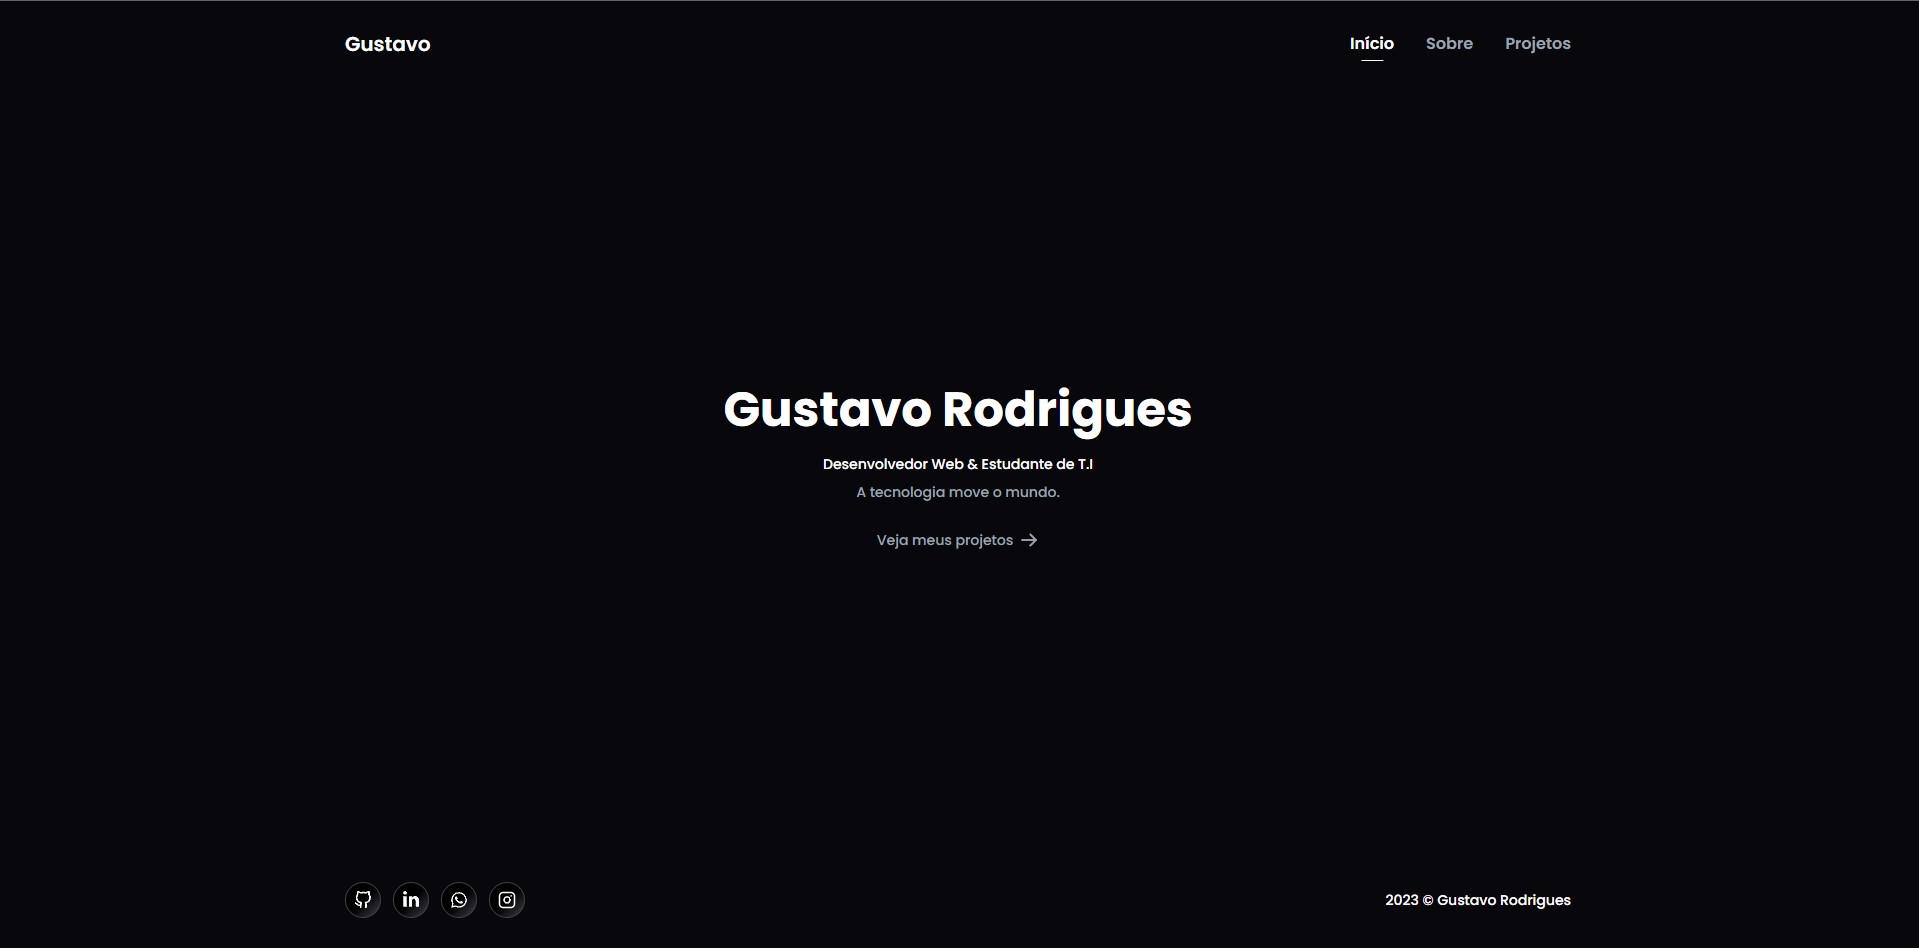 Gustavo
Início Sobre Projetos
Gustavo Rodrigues
Desenvolvedor Web & Estudante de T.I
A tecnologia move o mundo.
Veja meus projetos →
in
2023 © Gustavo Rodrigues